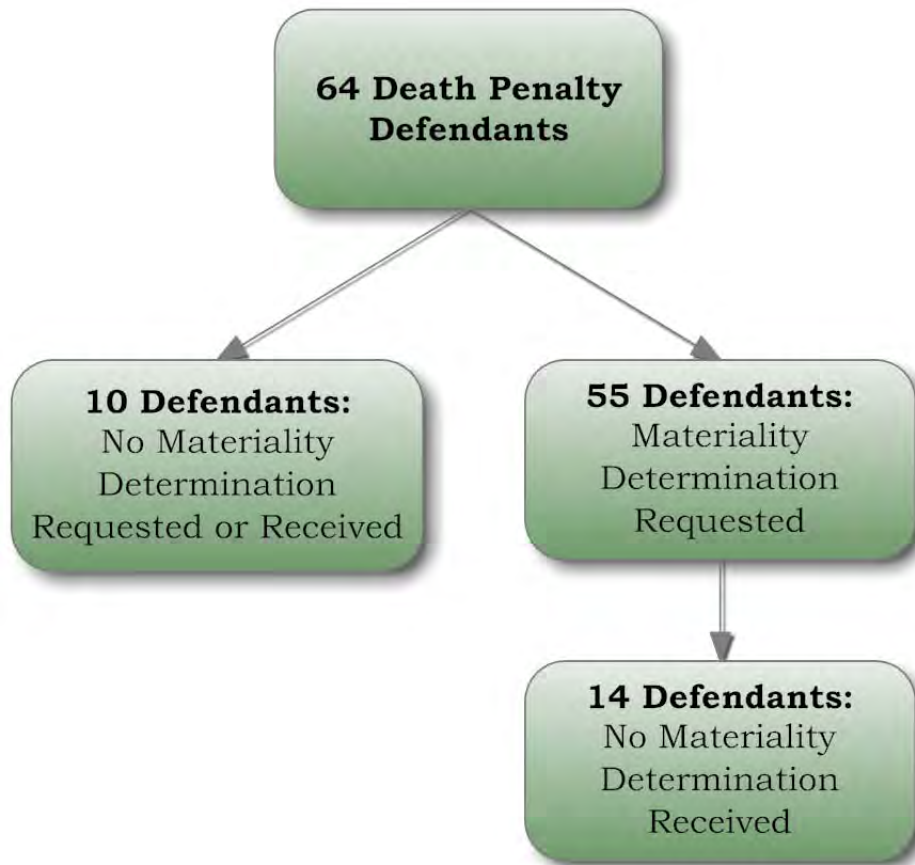 64 Death Penalty
Defendants
10 Defendants:
No Materiality
Determination
Requested or Received
55 Defendants:
Materiality
Determination
Requested
14 Defendants:
No Materiality
Determination
Received